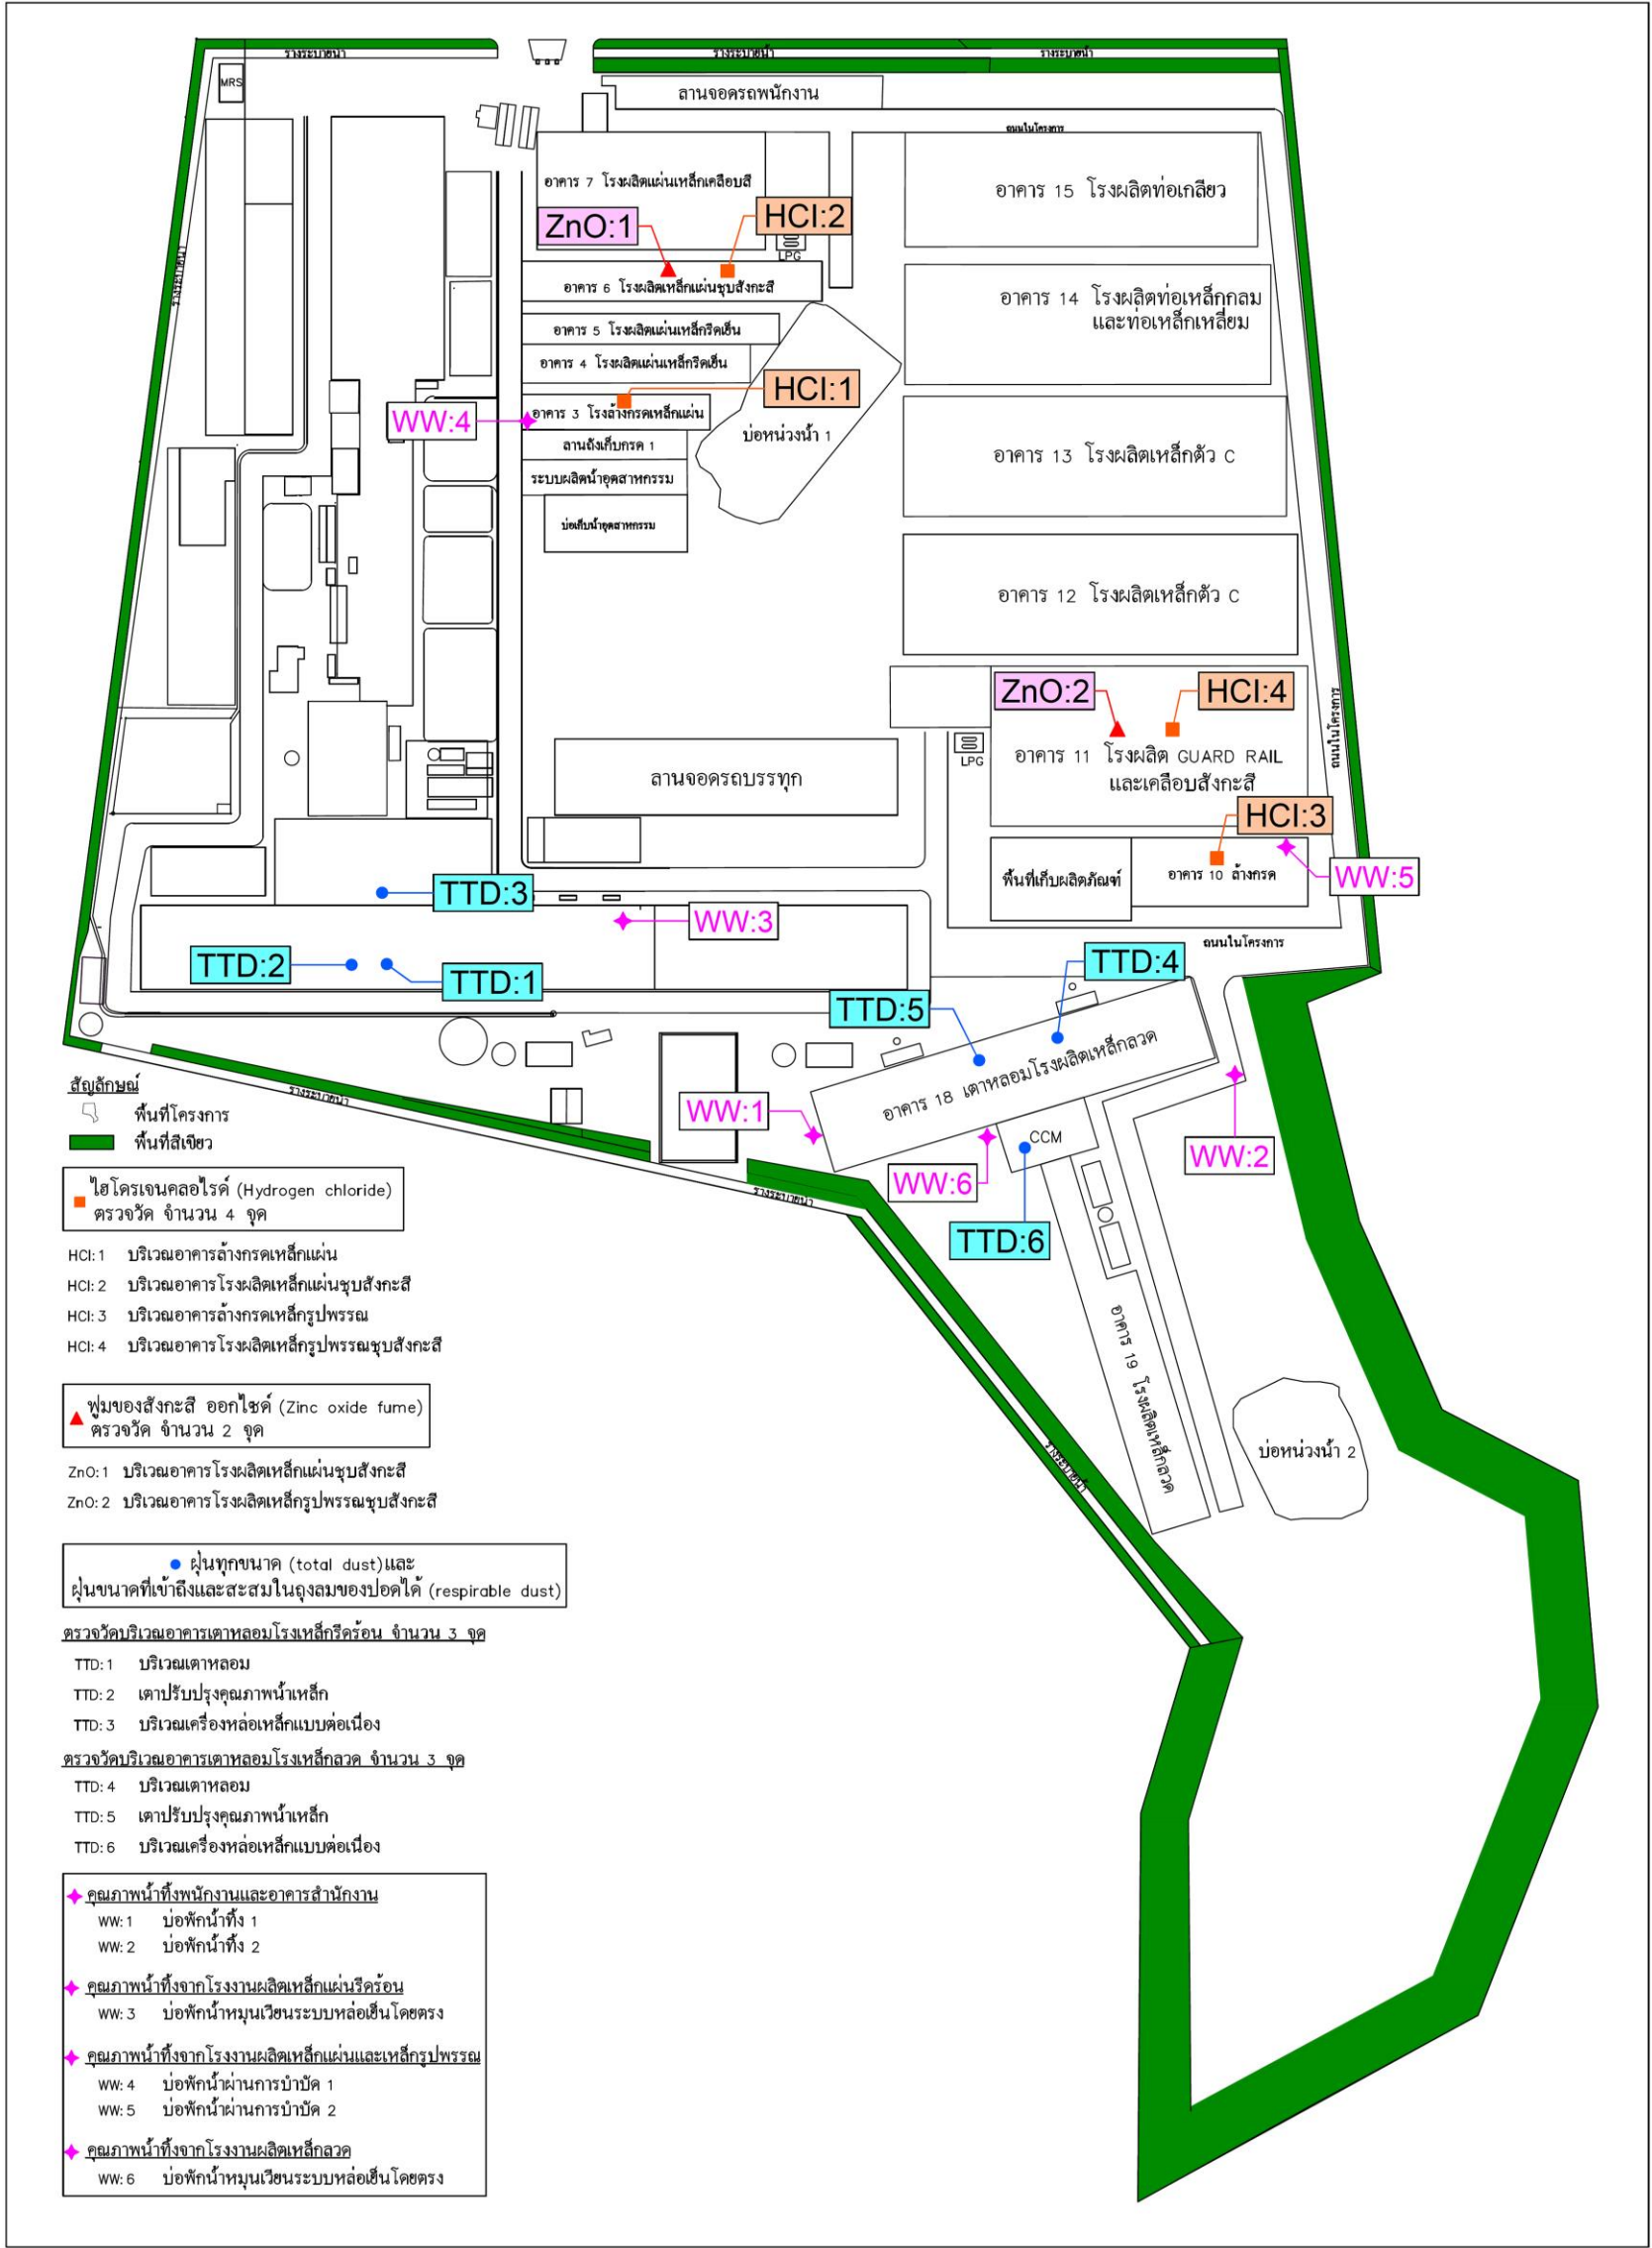 รางระบายน้ำ
รางระบายน้ำ
รางระบายน้ำ
MRS
ลานจอดรถพนักงาน
ถนนในโครงการ
อาคาร 7 โรงผลิตแผ่นเหล็กเคลือบสี
อาคาร 15 โรงผลิตท่อเกลียว
ZnO:1
HCl:2
LPG
รางระบายน้ำ
อาคาร 6 โรงผลิตเหล็กแผ่นชุบสังกะสี
อาคาร 14 โรงผลิตท่อเหล็กกลม
และท่อเหล็กเหลี่ยม
อาคาร 5 โรงผลิตแผ่นเหล็กรีดเย็น
อาคาร 4 โรงผลิตแผ่นเหล็กรีดเย็น
HCl:1
WW:4
อาคาร 3 โรงล้างกรดเหล็กแผ่น
บ่อหน่วงน้ำ 1
ลานถังเก็บกรด 1
อาคาร 13 โรงผลิตเหล็กตัว C
ระบบผลิตน้ำอุตสาหกรรม
บ่อเก็บน้ำอุตสาหกรรม
อาคาร 12 โรงผลิตเหล็กตัว C
ZnO:2
HCl:4
ถนนในโครงการ
LPG
อาคาร 11 โรงผลิต GUARD RAIL
และเคลือบสังกะสี
ลานจอดรถบรรทุก
HCl:3
พื้นที่เก็บผลิตภัณฑ์
อาคาร 10 ล้างกรด
WW:5
TTD:3
WW:3
ถนนในโครงการ
TTD:2
TTD:1
TTD:4
TTD:5
อาคาร 18 เตาหลอมโรงผลิตเหล็กลวด
WW:1
CCM
WW:2
WW:6
TTD:6
รางระบายน้ำ
รางระบายน้ำ
รางระบายน้ำ
อาคาร 19 โรงผลิตเหล็กลวด
บ่อหน่วงน้ำ 2
สัญลักษณ์
พื้นที่โครงการ
พื้นที่สีเขียว
ไฮโดรเจนคลอไรด์ (Hydrogen chloride)
ตรวจวัด จำนวน 4 จุด
HCl:1 บริเวณอาคารล้างกรดเหล็กแผ่น
HCl:2 บริเวณอาคารโรงผลิตเหล็กแผ่นชุบสังกะสี
HCl:3 บริเวณอาคารล้างกรดเหล็กรูปพรรณ
HCl:4 บริเวณอาคารโรงผลิตเหล็กรูปพรรณชุบสังกะสี
ฟูมของสังกะสี ออกไซด์ (Zinc oxide fume)
ตรวจวัด จำนวน 2 จุด
ZnO:1 บริเวณอาคารโรงผลิตเหล็กแผ่นชุบสังกะสี
ZnO:2 บริเวณอาคารโรงผลิตเหล็กรูปพรรณชุบสังกะสี
ฝุ่นทุกขนาด (total dust)และ
ฝุ่นขนาดที่เข้าถึงและสะสมในถุงลมของปอดได้ (respirable dust)
ตรวจวัดบริเวณอาคารเตาหลอมโรงเหล็กรีดร้อน จำนวน 3 จุด
TTD:1 บริเวณเตาหลอม
TTD:2 เตาปรับปรุงคุณภาพน้ำเหล็ก
TTD:3 บริเวณเครื่องหล่อเหล็กแบบต่อเนื่อง
ตรวจวัดบริเวณอาคารเตาหลอมโรงเหล็กลวด จำนวน 3 จุด
TTD:4 บริเวณเตาหลอม
TTD:5 เตาปรับปรุงคุณภาพน้ำเหล็ก
TTD:6 บริเวณเครื่องหล่อเหล็กแบบต่อเนื่อง
คุณภาพน้ำทิ้งพนักงานและอาคารสำนักงาน
WW:1 บ่อพักน้ำทิ้ง 1
WW:2 บ่อพักน้ำทิ้ง 2
คุณภาพน้ำทิ้งจากโรงงานผลิตเหล็กแผ่นรีดร้อน
WW:3 บ่อพักน้ำหมุนเวียนระบบหล่อเย็นโดยตรง
คุณภาพน้ำทิ้งจากโรงงานผลิตเหล็กแผ่นและเหล็กรูปพรรณ
WW:4 บ่อพักน้ำผ่านการบำบัด 1
WW:5 บ่อพักน้ำผ่านการบำบัด 2
คุณภาพน้ำทิ้งจากโรงงานผลิตเหล็กลวด
WW:6 บ่อพักน้ำหมุนเวียนระบบหล่อเย็นโดยตรง